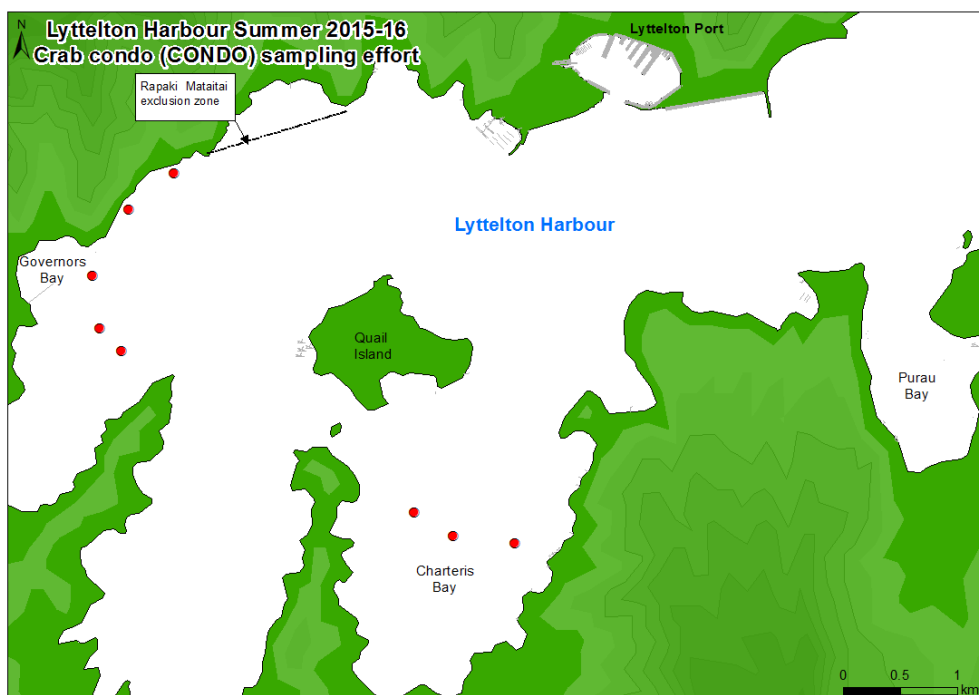 N
Lyttelton Harbour Summer 2015-16
Crab condo (CONDO) sampling effort
Lyttelton Port
Rapaki Mataitai
exclusion zone
Lyttelton Harbour
Governors
Bay
Quail
Island
Purau
Bay
Charteris
Bay
0 0.5 1
km